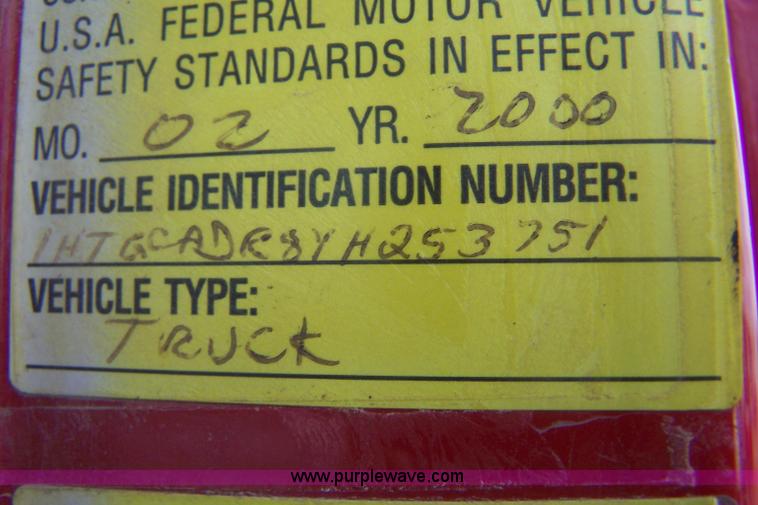 U.S.A. FEDERAL MOTOR VEHICLE
SAFETY STANDARDS IN EFFECT IN:
MO. 02 YR. 2000
VEHICLE IDENTIFICATION NUMBER:
1HTGCADR8YH253751
VEHICLE TYPE:
TRUCK
www.purplewave.com